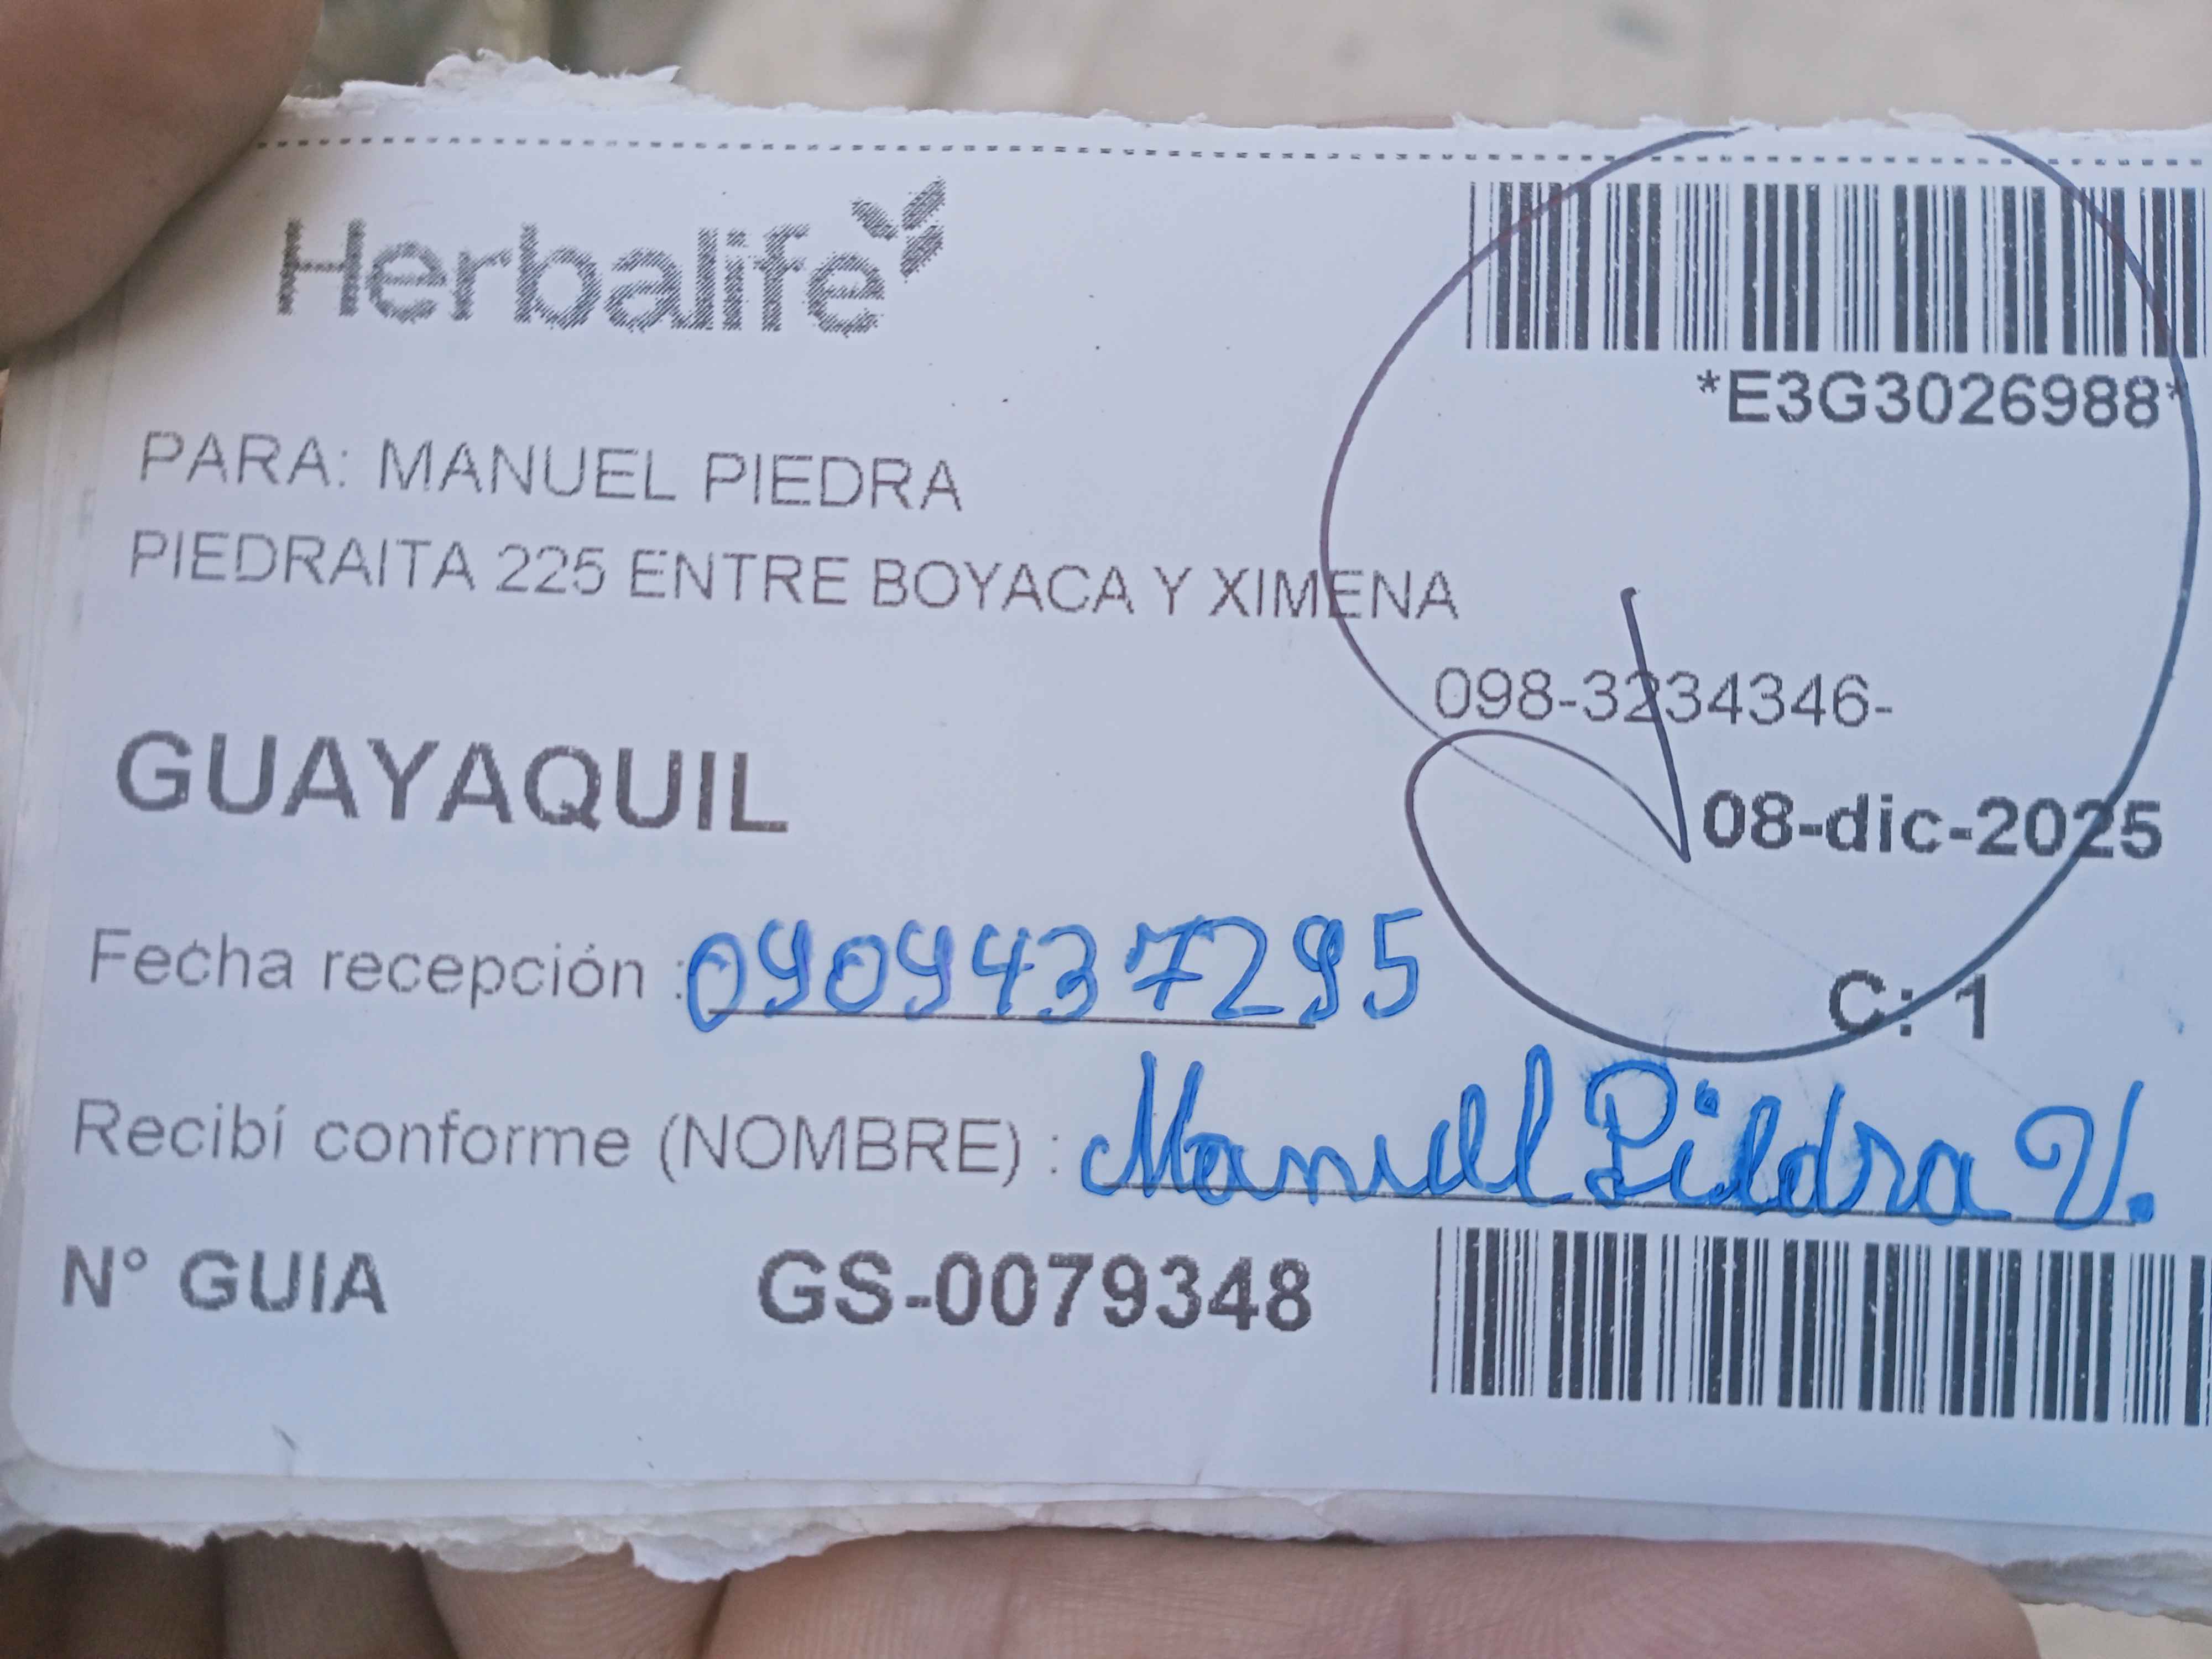 Herbalife
*E3G3026988*
PARA: MANUEL PIEDRA
PIEDRAITA 225 ENTRE BOYACA Y XIMENA
098-3234346-
GUAYAQUIL
08-dic-2025
Fecha recepción : 0909437295
C: 1
Recibí conforme (NOMBRE) : Manuel Piedra V.
N° GUIA GS-0079348